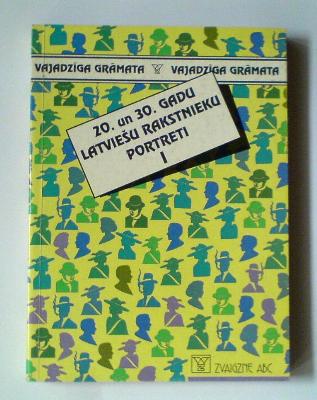 VAJADZĪGA GRĀMATA VAJADZĪGA GRĀMATA
20. un 30. GADU
LATVIEŠU RAKSTNIEKU
PORTRETI
I
ZVAIGZNE ABC